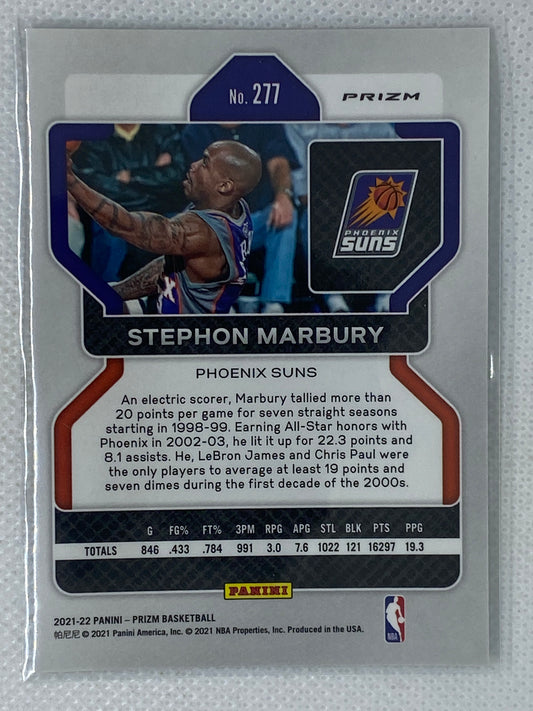 No. 277
PRIZM
PHOENIX
SUNS
STEPHON MARBURY
PHOENIX SUNS
An electric scorer, Marbury tallied more than
20 points per game for seven straight seasons
starting in 1998-99. Earning All-Star honors with
Phoenix in 2002-03, he lit it up for 22.3 points and
8.1 assists. He, LeBron James and Chris Paul were
the only players to average at least 19 points and
seven dimes during the first decade of the 2000s.
G FG% FT% 3PM RPG APG STL BLK PTS PPG
TOTALS 846 .433 .784 991 3.0 7.6 1022 121 16297 19.3
PANINI
2021-22 PANINI – PRIZM BASKETBALL
帕尼尼 © 2021 Panini America, Inc. © 2021 NBA Properties, Inc. Produced in the USA.
NBA